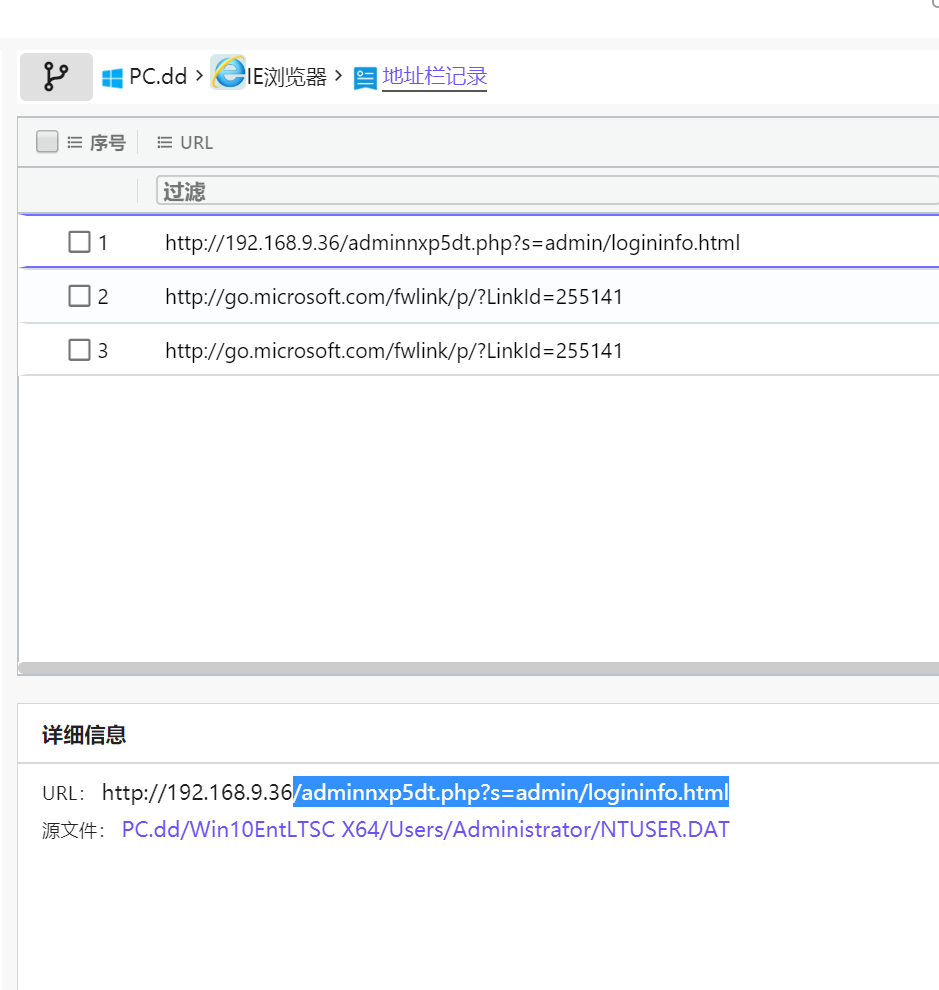 PC.dd > IE浏览器 > 地址栏记录
序号 URL
过滤
1 http://192.168.9.36/adminnxp5dt.php?s=admin/logininfo.html
2 http://go.microsoft.com/fwlink/p/?LinkId=255141
3 http://go.microsoft.com/fwlink/p/?LinkId=255141
详细信息
URL： http://192.168.9.36/adminnxp5dt.php?s=admin/logininfo.html
源文件： PC.dd/Win10EntLTSC X64/Users/Administrator/NTUSER.DAT